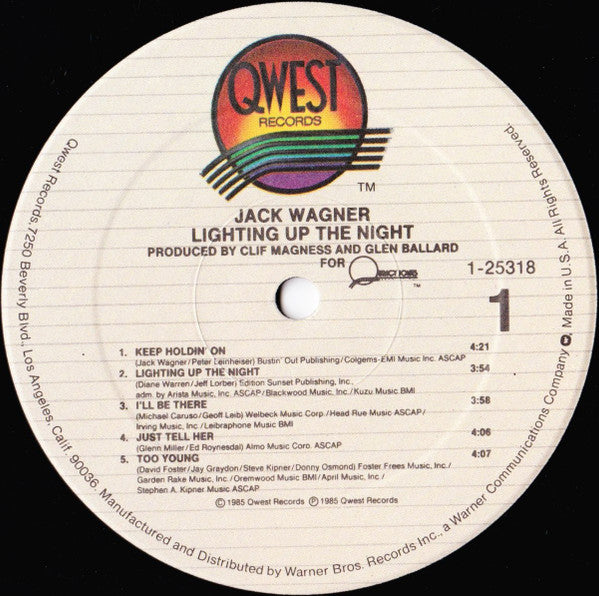 QWEST
RECORDS
TM
JACK WAGNER
LIGHTING UP THE NIGHT
PRODUCED BY CLIF MAGNESS AND GLEN BALLARD
FOR QUINCY JONES TM
1-25318
1
1. KEEP HOLDIN' ON 4:21
(Jack Wagner/Peter Leinheiser) Bustin' Out Publishing/Colgems-EMI Music Inc. ASCAP
2. LIGHTING UP THE NIGHT 3:54
(Diane Warren/Jeff Lorber) Edition Sunset Publishing, Inc.,
adm. by Arista Music, Inc. ASCAP/Blackwood Music Inc./Kuzu Music BMI
3. I'LL BE THERE 3:58
(Michael Caruso/Geoff Leib) Welbeck Music Corp./Head Rue Music ASCAP/
Irving Music, Inc./Leibraphone Music BMI
4. JUST TELL HER 4:06
(Glenn Miller/Ed Roynesdal) Almo Music Corp. ASCAP
5. TOO YOUNG 4:07
(David Foster/Jay Graydon/Steve Kipner/Donny Osmond) Foster Frees Music, Inc./
Garden Rake Music, Inc./Orenwood Music BMI/April Music, Inc./
Stephen A. Kipner Music ASCAP
© 1985 Qwest Records ℗ 1985 Qwest Records
Qwest Records, 7250 Beverly Blvd., Los Angeles, Calif. 90036. Manufactured and Distributed by Warner Bros. Records Inc., a Warner Communications Company. Made in U.S.A. All Rights Reserved.